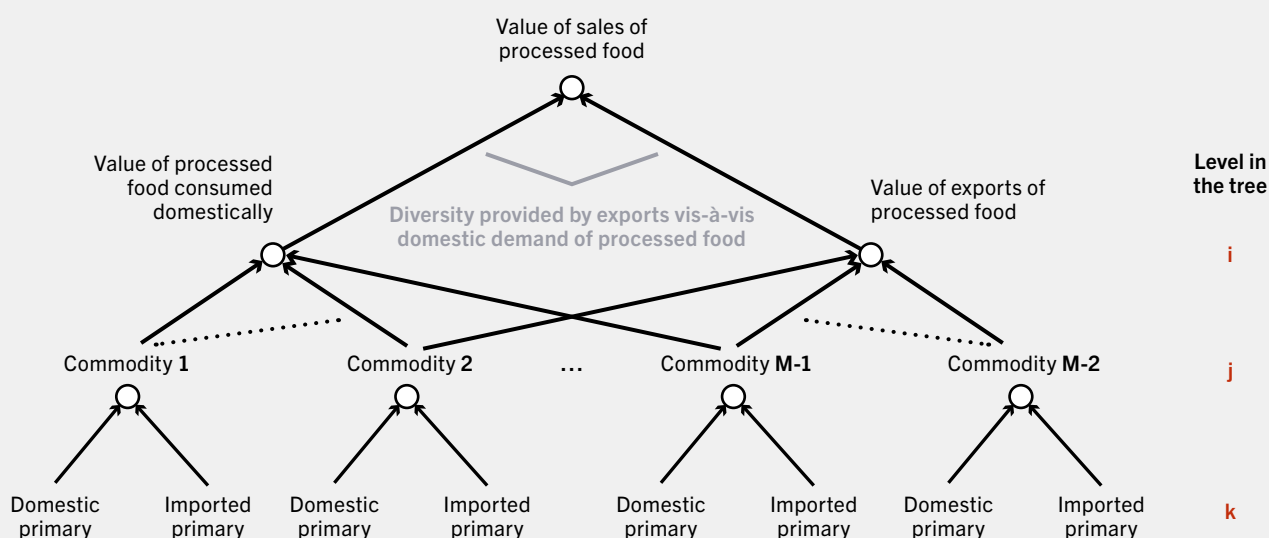 Value of sales of
processed food
Value of processed
food consumed
domestically
Value of exports of
processed food
Level in
the tree
Diversity provided by exports vis-à-vis
domestic demand of processed food
i
Commodity 1
Commodity 2
...
Commodity M-1
Commodity M-2
j
Domestic
primary
Imported
primary
Domestic
primary
Imported
primary
Domestic
primary
Imported
primary
Domestic
primary
Imported
primary
k